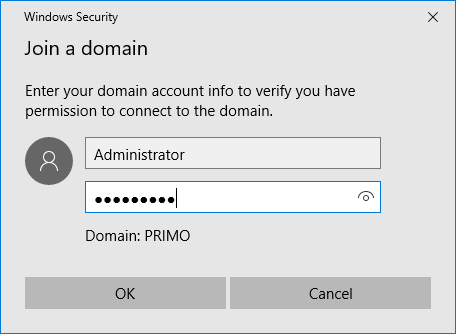 Windows Security
Join a domain
Enter your domain account info to verify you have
permission to connect to the domain.
Administrator
●●●●●●●●●
Domain: PRIMO
OK
Cancel